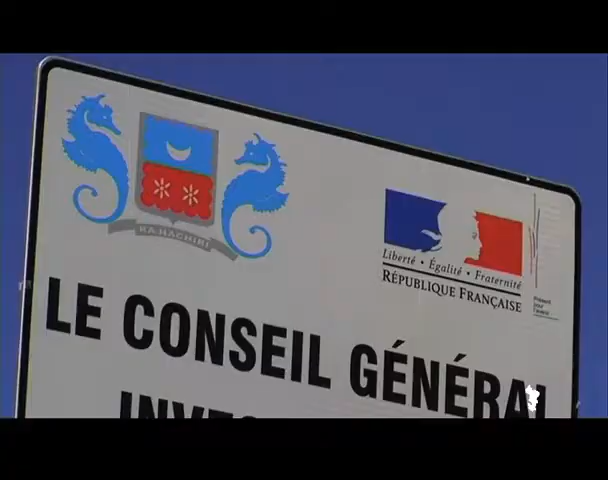 RA HACHIRI
Liberté • Égalité • Fraternité
RÉPUBLIQUE FRANÇAISE
LE CONSEIL GÉNÉRAL